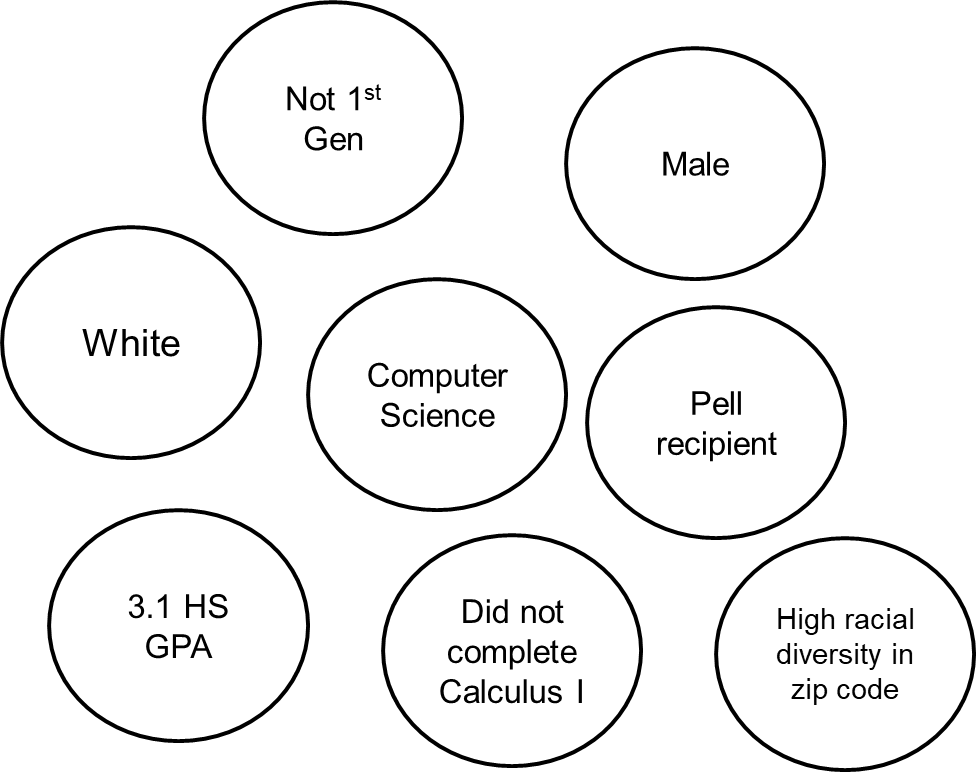 Not 1st
Gen
Male
White
Computer
Science
Pell
recipient
3.1 HS
GPA
Did not
complete
Calculus I
High racial
diversity in
zip code